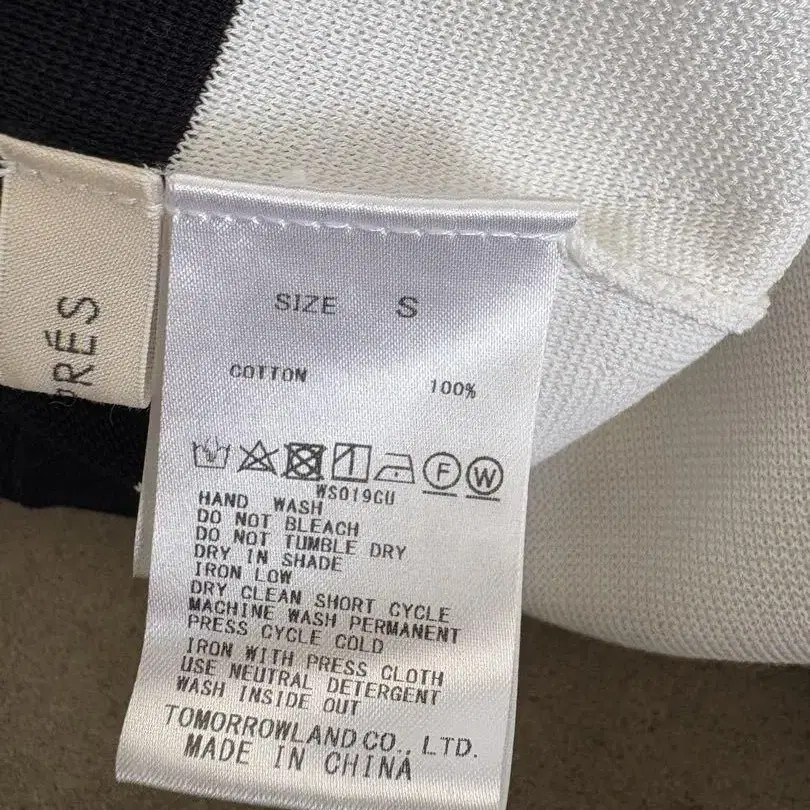 RÉS
SIZE S
COTTON 100%
F W
WS019GU
HAND WASH
DO NOT BLEACH
DO NOT TUMBLE DRY
DRY IN SHADE
IRON LOW
DRY CLEAN SHORT CYCLE
MACHINE WASH PERMANENT
PRESS CYCLE COLD
IRON WITH PRESS CLOTH
USE NEUTRAL DETERGENT
WASH INSIDE OUT
TOMORROWLAND CO., LTD.
MADE IN CHINA